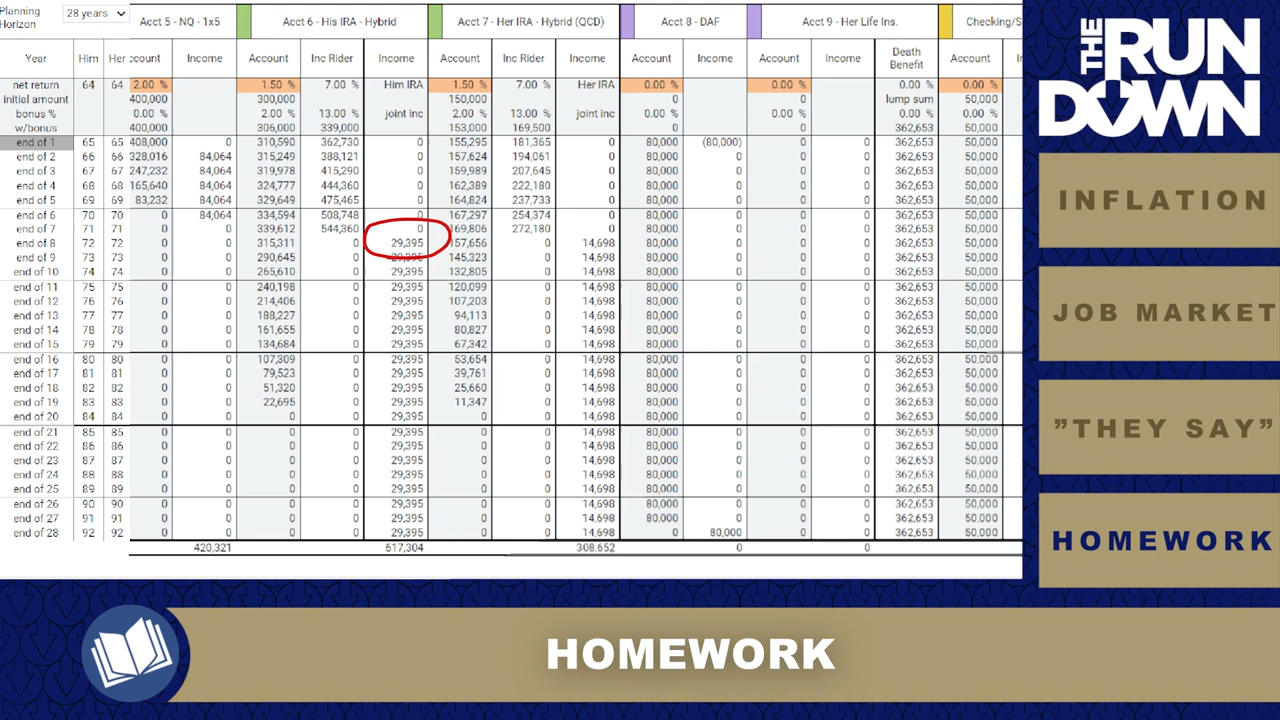 Planning Horizon 28 years Acct 5 - NQ - 1x5 Acct 6 - His IRA - Hybrid Acct 7 - Her IRA - Hybrid (QCD) Acct 8 - DAF Acct 9 - Her Life Ins. Checking/S
Year Him Her ccount Income Account Inc Rider Income Account Inc Rider Income Account Income Account Income Death Benefit Account
net return 64 64 2.00 % 1.50 % 7.00 % Him IRA 1.50 % 7.00 % Her IRA 0.00 % 0.00 % 0.00 % 0.00 %
initial amount 400,000 300,000 150,000 0 0 lump sum 50,000
bonus % 0.00 % 2.00 % 13.00 % joint inc 2.00 % 13.00 % joint inc 0.00 % 0.00 % 0.00 %
w/bonus 400,000 306,000 339,000 153,000 169,500 0 0 362,653 50,000
end of 1 65 65 408,000 0 310,590 362,730 0 155,295 181,365 0 80,000 (80,000) 0 0 362,653 50,000
end of 2 66 66 328,016 84,064 315,249 388,121 0 157,624 194,061 0 80,000 0 0 0 362,653 50,000
end of 3 67 67 247,232 84,064 319,978 415,290 0 159,989 207,645 0 80,000 0 0 0 362,653 50,000
end of 4 68 68 165,640 84,064 324,777 444,360 0 162,389 222,180 0 80,000 0 0 0 362,653 50,000
end of 5 69 69 83,232 84,064 329,649 475,465 0 164,824 237,733 0 80,000 0 0 0 362,653 50,000
end of 6 70 70 0 84,064 334,594 508,748 0 167,297 254,374 0 80,000 0 0 0 362,653 50,000
end of 7 71 71 0 0 339,612 544,360 0 169,806 272,180 0 80,000 0 0 0 362,653 50,000
end of 8 72 72 0 0 315,311 0 29,395 157,656 0 14,698 80,000 0 0 0 362,653 50,000
end of 9 73 73 0 0 290,645 0 29,395 145,323 0 14,698 80,000 0 0 0 362,653 50,000
end of 10 74 74 0 0 265,610 0 29,395 132,805 0 14,698 80,000 0 0 0 362,653 50,000
end of 11 75 75 0 0 240,198 0 29,395 120,099 0 14,698 80,000 0 0 0 362,653 50,000
end of 12 76 76 0 0 214,406 0 29,395 107,203 0 14,698 80,000 0 0 0 362,653 50,000
end of 13 77 77 0 0 188,227 0 29,395 94,113 0 14,698 80,000 0 0 0 362,653 50,000
end of 14 78 78 0 0 161,655 0 29,395 80,827 0 14,698 80,000 0 0 0 362,653 50,000
end of 15 79 79 0 0 134,684 0 29,395 67,342 0 14,698 80,000 0 0 0 362,653 50,000
end of 16 80 80 0 0 107,309 0 29,395 53,654 0 14,698 80,000 0 0 0 362,653 50,000
end of 17 81 81 0 0 79,523 0 29,395 39,761 0 14,698 80,000 0 0 0 362,653 50,000
end of 18 82 82 0 0 51,320 0 29,395 25,660 0 14,698 80,000 0 0 0 362,653 50,000
end of 19 83 83 0 0 22,695 0 29,395 11,347 0 14,698 80,000 0 0 0 362,653 50,000
end of 20 84 84 0 0 0 0 29,395 0 0 14,698 80,000 0 0 0 362,653 50,000
end of 21 85 85 0 0 0 0 29,395 0 0 14,698 80,000 0 0 0 362,653 50,000
end of 22 86 86 0 0 0 0 29,395 0 0 14,698 80,000 0 0 0 362,653 50,000
end of 23 87 87 0 0 0 0 29,395 0 0 14,698 80,000 0 0 0 362,653 50,000
end of 24 88 88 0 0 0 0 29,395 0 0 14,698 80,000 0 0 0 362,653 50,000
end of 25 89 89 0 0 0 0 29,395 0 0 14,698 80,000 0 0 0 362,653 50,000
end of 26 90 90 0 0 0 0 29,395 0 0 14,698 80,000 0 0 0 362,653 50,000
end of 27 91 91 0 0 0 0 29,395 0 0 14,698 80,000 0 0 0 362,653 50,000
end of 28 92 92 0 0 0 0 29,395 0 0 14,698 0 80,000 0 0 362,653 50,000
420,321 617,304 308,652 0 0
THE RUN DOWN
INFLATION
JOB MARKET
"THEY SAY"
HOMEWORK
HOMEWORK